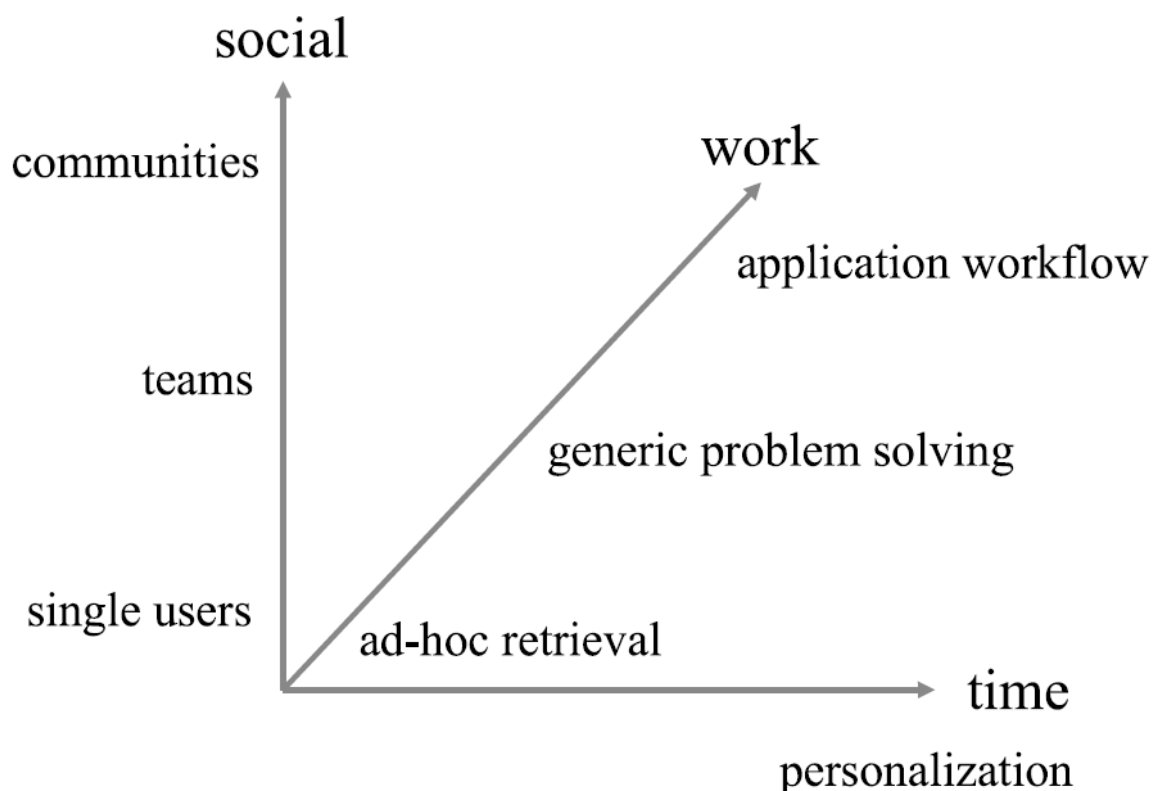 social
communities
work
application workflow
teams
generic problem solving
single users
ad-hoc retrieval
time
personalization